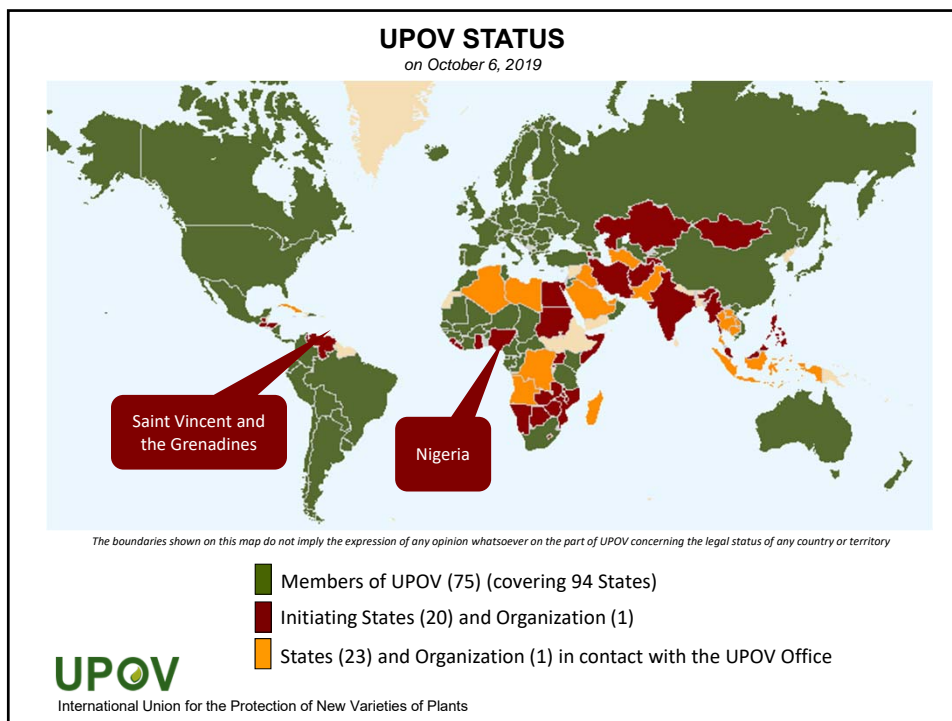 UPOV STATUS
on October 6, 2019
Saint Vincent and
the Grenadines
Nigeria
The boundaries shown on this map do not imply the expression of any opinion whatsoever on the part of UPOV concerning the legal status of any country or territory
Members of UPOV (75) (covering 94 States)
Initiating States (20) and Organization (1)
States (23) and Organization (1) in contact with the UPOV Office
UPOV
International Union for the Protection of New Varieties of Plants